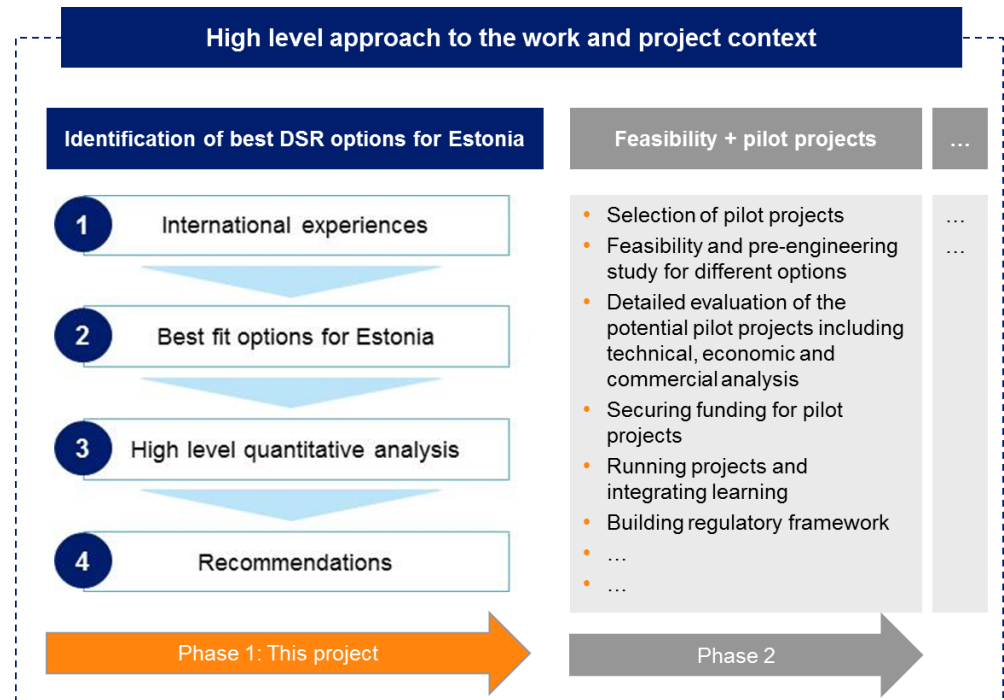 High level approach to the work and project context
Identification of best DSR options for Estonia
1
International experiences
2
Best fit options for Estonia
3
High level quantitative analysis
4
Recommendations
Phase 1: This project
Feasibility + pilot projects
• Selection of pilot projects
• Feasibility and pre-engineering
study for different options
• Detailed evaluation of the
potential pilot projects including
technical, economic and
commercial analysis
• Securing funding for pilot
projects
• Running projects and
integrating learning
• Building regulatory framework
• …
• …
Phase 2
…
…
…